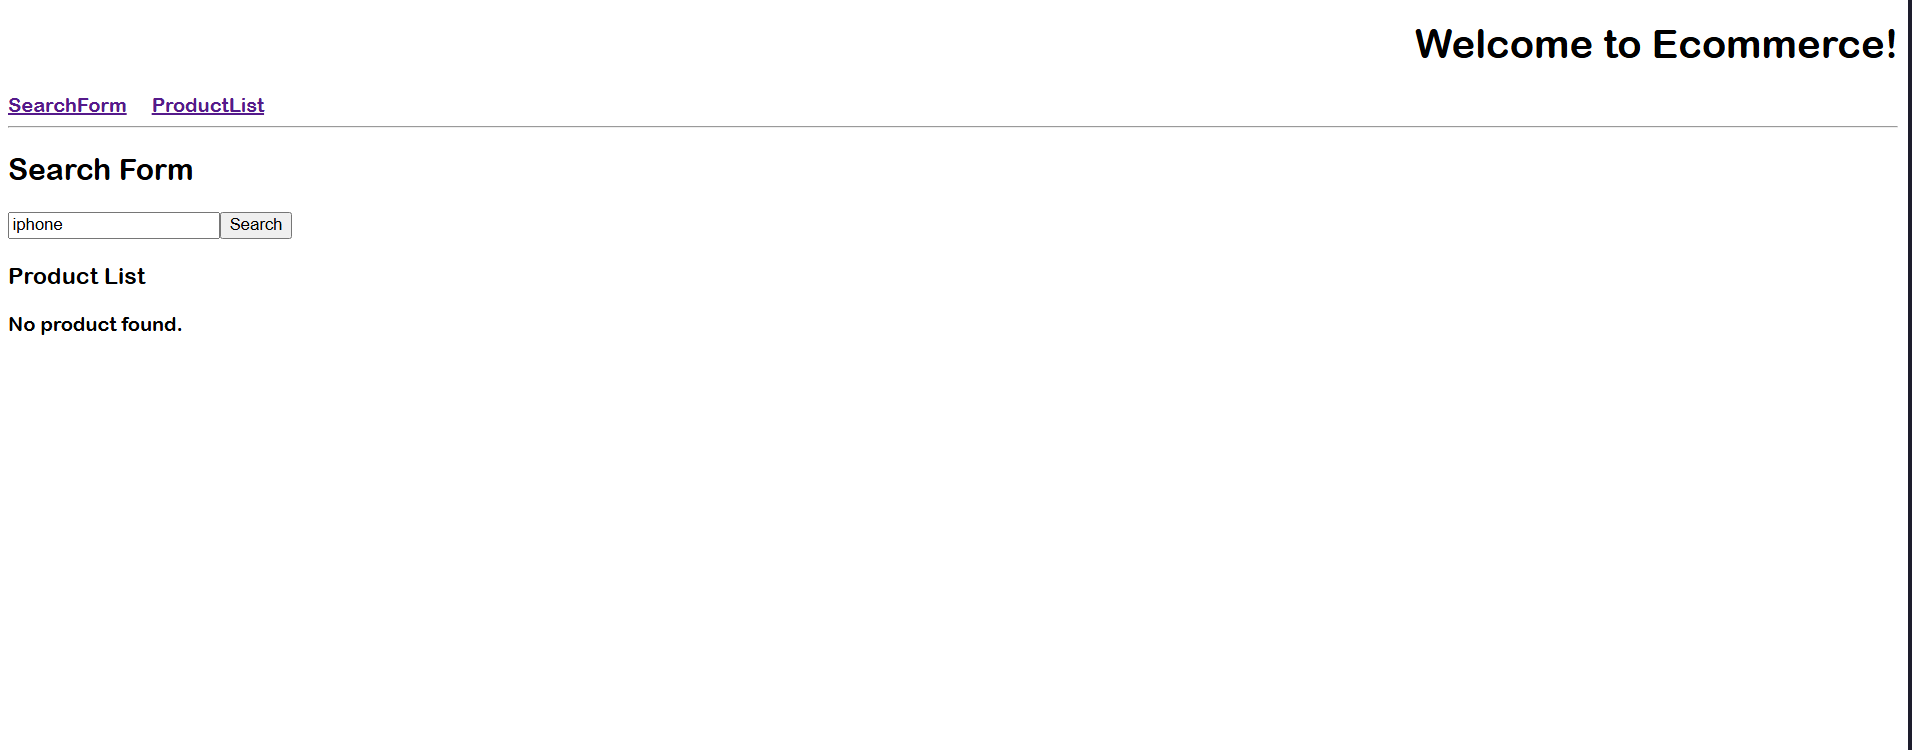 Welcome to Ecommerce!
SearchForm ProductList
Search Form
iphone Search
Product List
No product found.